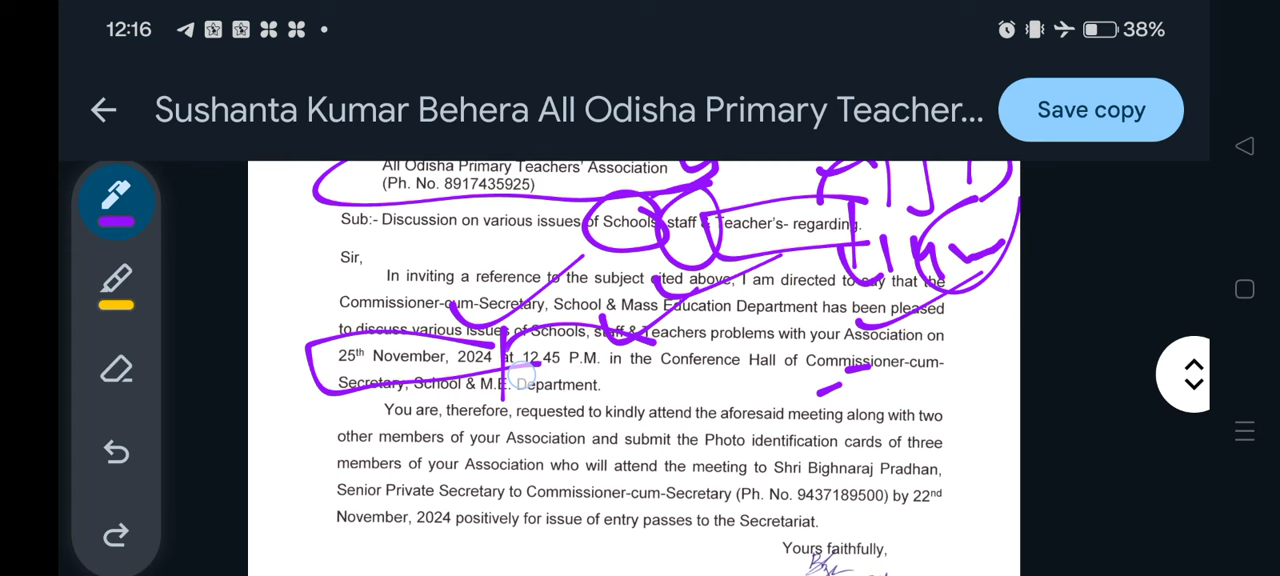 12:16
38%
Sushanta Kumar Behera All Odisha Primary Teacher...
Save copy
All Odisha Primary Teachers' Association
(Ph. No. 8917435925)
Sub:- Discussion on various issues of Schools, staff & Teacher's- regarding.
Sir,
In inviting a reference to the subject cited above, I am directed to say that the
Commissioner-cum-Secretary, School & Mass Education Department has been pleased
to discuss various issues of Schools, staff & Teachers problems with your Association on
25th November, 2024 at 12.45 P.M. in the Conference Hall of Commissioner-cum-
Secretary, School & M.E. Department.
You are, therefore, requested to kindly attend the aforesaid meeting along with two
other members of your Association and submit the Photo identification cards of three
members of your Association who will attend the meeting to Shri Bighnaraj Pradhan,
Senior Private Secretary to Commissioner-cum-Secretary (Ph. No. 9437189500) by 22nd
November, 2024 positively for issue of entry passes to the Secretariat.
Yours faithfully,